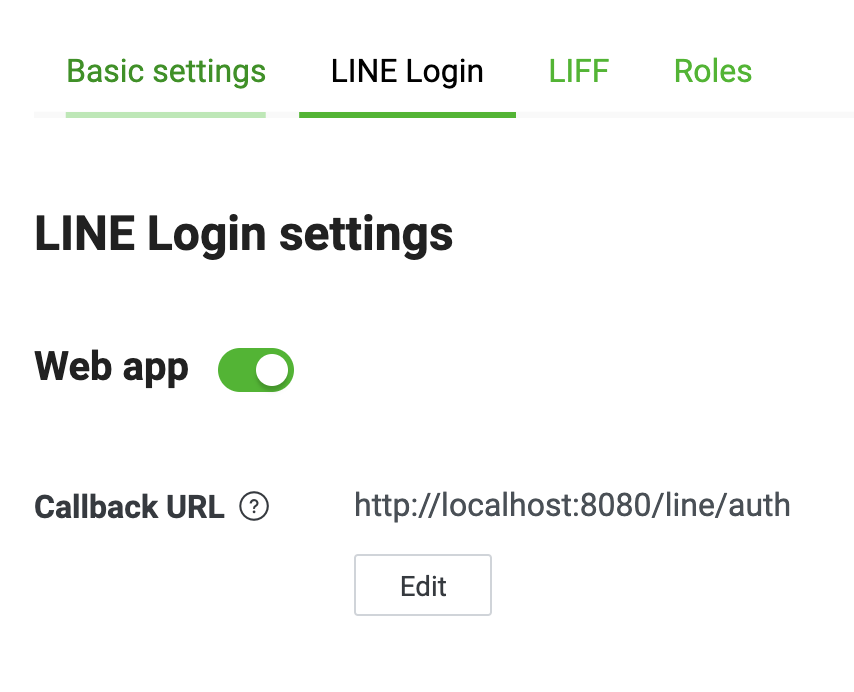 Basic settings LINE Login LIFF Roles
LINE Login settings
Web app
Callback URL ? http://localhost:8080/line/auth
Edit